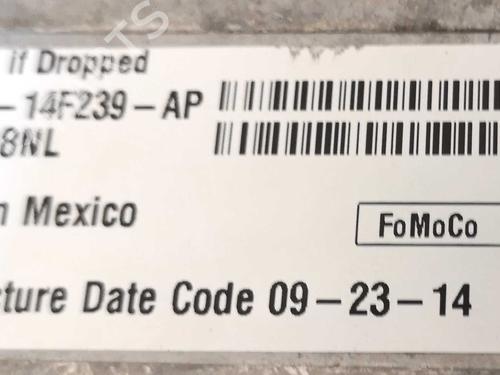 if Dropped
-14F239-AP
8NL
n Mexico
FoMoCo
cture Date Code 09-23-14